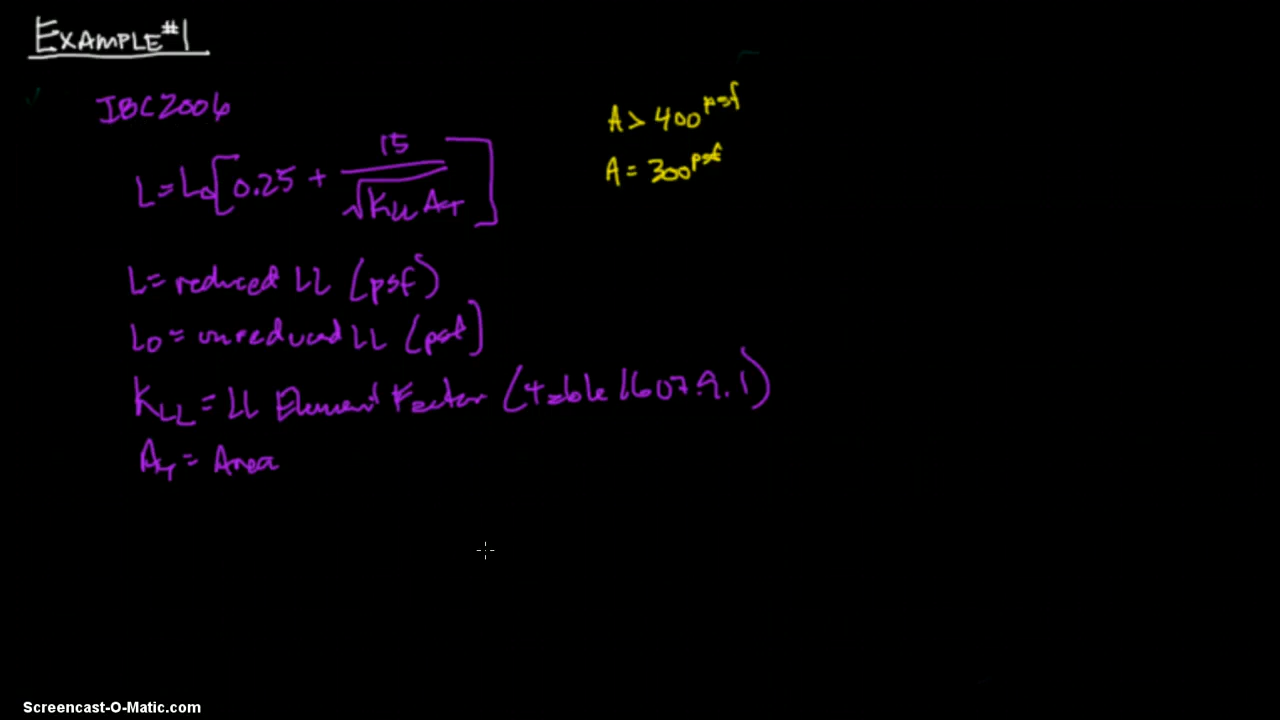 EXAMPLE #1
IBC 2006
L = Lo [0.25 + 15 / √KLL AT]
A > 400 psf
A = 300 psf
L = reduced LL (psf)
Lo = unreduced LL (psf)
KLL = LL Element Factor (Table 1607.9.1)
AT = Area
Screencast-O-Matic.com